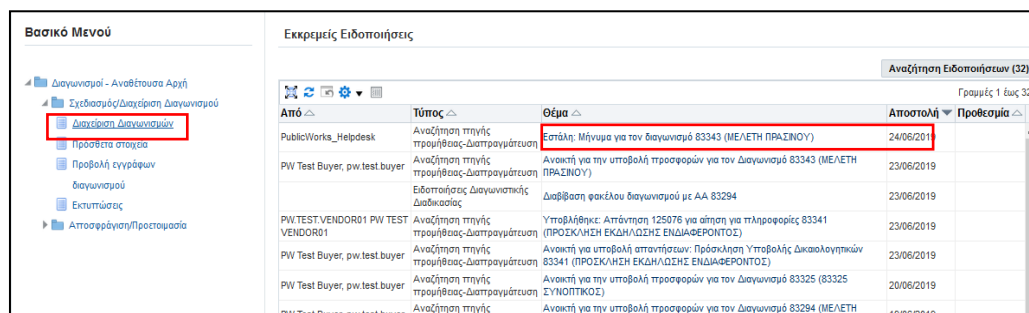 Βασικό Μενού
Διαγωνισμοί - Αναθέτουσα Αρχή
Σχεδιασμός/Διαχείριση Διαγωνισμού
Διαχείριση Διαγωνισμών
Πρόσθετα στοιχεία
Προβολή εγγράφων
διαγωνισμού
Εκτυπώσεις
Αποσφράγιση/Προετοιμασία
Εκκρεμείς Ειδοποιήσεις
Αναζήτηση Ειδοποιήσεων (32)
Γραμμές 1 έως 32
Από Τύπος Θέμα Αποστολή Προθεσμία
PublicWorks_Helpdesk Αναζήτηση πηγής προμήθειας-Διαπραγμάτευση Εστάλη: Μήνυμα για τον διαγωνισμό 83343 (ΜΕΛΕΤΗ ΠΡΑΣΙΝΟΥ) 24/06/2019
PW Test Buyer, pw.test.buyer Αναζήτηση πηγής προμήθειας-Διαπραγμάτευση Ανοικτή για την υποβολή προσφορών για τον Διαγωνισμό 83343 (ΜΕΛΕΤΗ ΠΡΑΣΙΝΟΥ) 23/06/2019
Ειδοποιήσεις Διαγωνιστικής Διαδικασίας Διαβίβαση φακέλου διαγωνισμού με ΑΑ 83294 23/06/2019
PW.TEST.VENDOR01 PW TEST VENDOR01 Αναζήτηση πηγής προμήθειας-Διαπραγμάτευση Υποβλήθηκε: Απάντηση 125076 για αίτηση για πληροφορίες 83341 (ΠΡΟΣΚΛΗΣΗ ΕΚΔΗΛΩΣΗΣ ΕΝΔΙΑΦΕΡΟΝΤΟΣ) 23/06/2019
PW Test Buyer, pw.test.buyer Αναζήτηση πηγής προμήθειας-Διαπραγμάτευση Ανοικτή για υποβολή απαντήσεων: Πρόσκληση Υποβολής Δικαιολογητικών 83341 (ΠΡΟΣΚΛΗΣΗ ΕΚΔΗΛΩΣΗΣ ΕΝΔΙΑΦΕΡΟΝΤΟΣ) 23/06/2019
PW Test Buyer, pw.test.buyer Αναζήτηση πηγής προμήθειας-Διαπραγμάτευση Ανοικτή για την υποβολή προσφορών για τον Διαγωνισμό 83325 (83325 ΣΥΝΟΠΤΙΚΟΣ) 20/06/2019
PW Test Buyer, pw.test.buyer Αναζήτηση πηγής Ανοικτή για την υποβολή προσφορών για τον Διαγωνισμό 83294 (ΜΕΛΕΤΗ